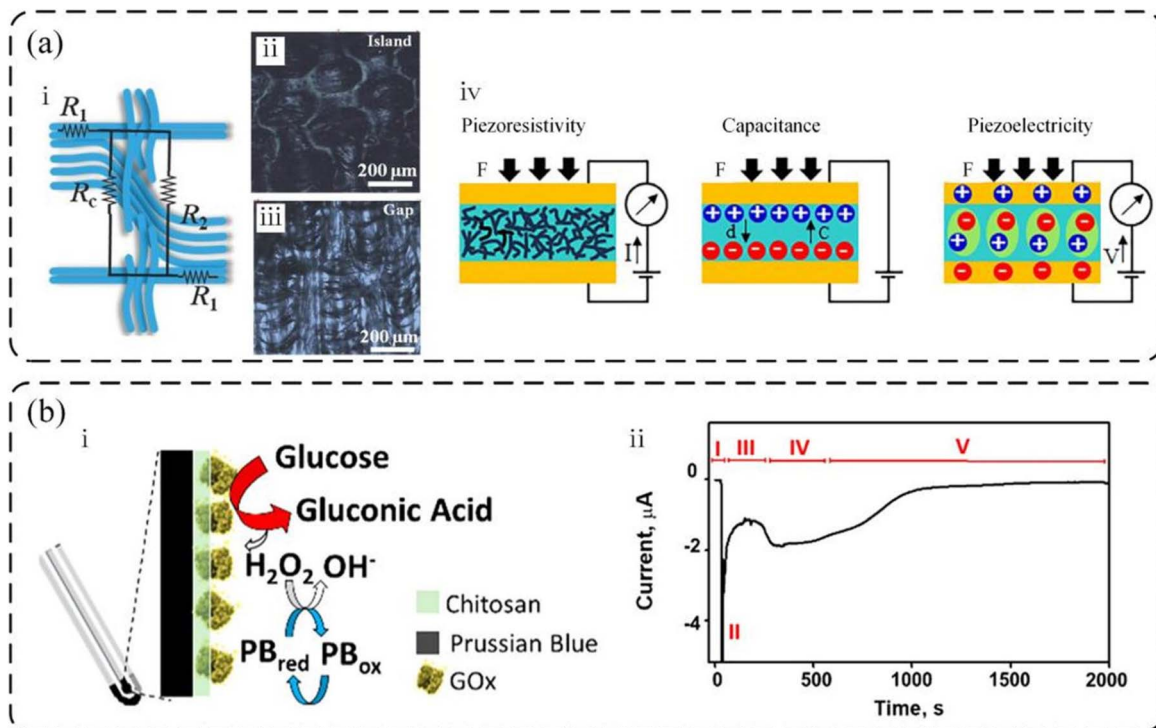 (a)
i
R1
Rc
R2
R1
ii
Island
200 μm
iii
Gap
200 μm
iv
Piezoresistivity
F
I
Capacitance
F
d
C
Piezoelectricity
F
V
(b)
i
Glucose
Gluconic Acid
H2O2 OH-
PBred PBox
Chitosan
Prussian Blue
GOx
ii
I III IV V
II
Current, μA
0
-2
-4
0 500 1000 1500 2000
Time, s